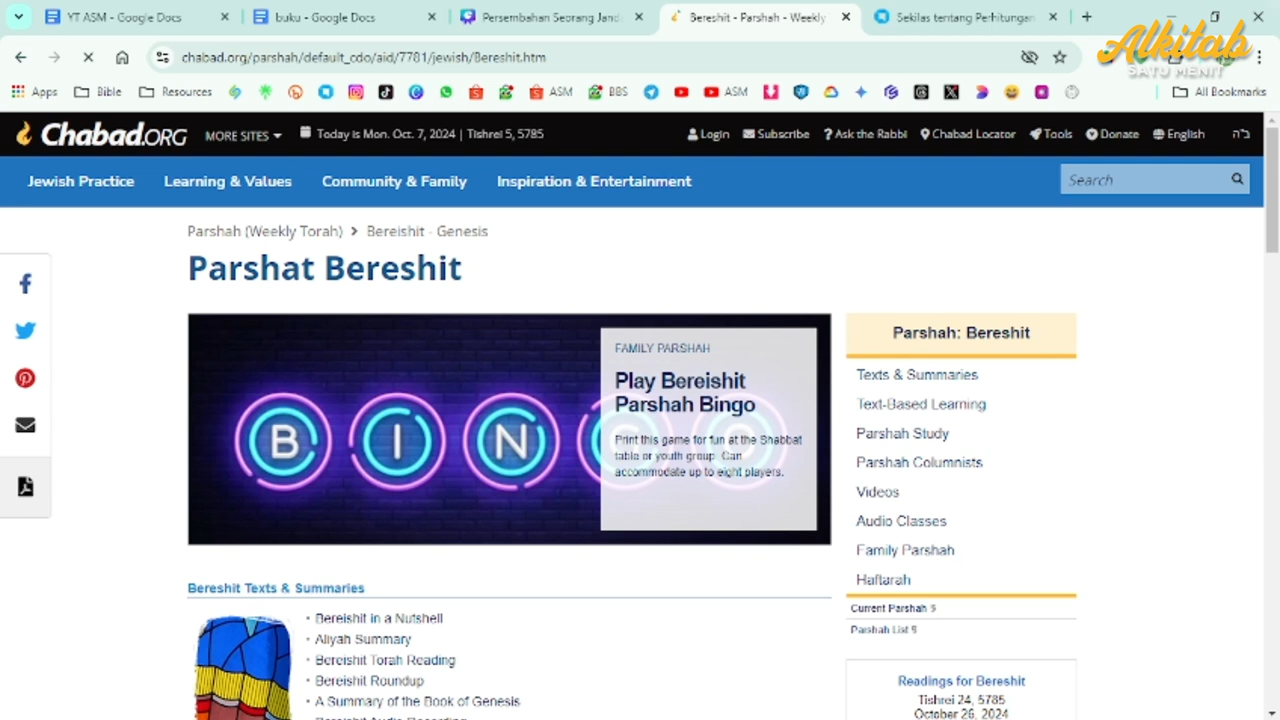 YT ASM - Google Docs
buku - Google Docs
Persembahan Seorang Jand
Bereshit - Parshah - Weekly
Sekilas tentang Perhitungan
Alkitab
SATU MENIT
chabad.org/parshah/default_cdo/aid/7781/jewish/Bereshit.htm
Apps
Bible
Resources
ASM
BBS
ASM
All Bookmarks
Chabad.ORG
MORE SITES
Today is Mon. Oct. 7, 2024 | Tishrei 5, 5785
Login
Subscribe
Ask the Rabbi
Chabad Locator
Tools
Donate
English
ב"ה
Jewish Practice
Learning & Values
Community & Family
Inspiration & Entertainment
Search
Parshah (Weekly Torah) > Bereishit - Genesis
Parshat Bereshit
BIN
FAMILY PARSHAH
Play Bereishit
Parshah Bingo
Print this game for fun at the Shabbat
table or youth group. Can
accommodate up to eight players.
Parshah: Bereshit
Texts & Summaries
Text-Based Learning
Parshah Study
Parshah Columnists
Videos
Audio Classes
Family Parshah
Haftarah
Current Parshah
Parshah List
Readings for Bereshit
Tishrei 24, 5785
October 26, 2024
Bereshit Texts & Summaries
• Bereishit in a Nutshell
• Aliyah Summary
• Bereishit Torah Reading
• Bereishit Roundup
• A Summary of the Book of Genesis